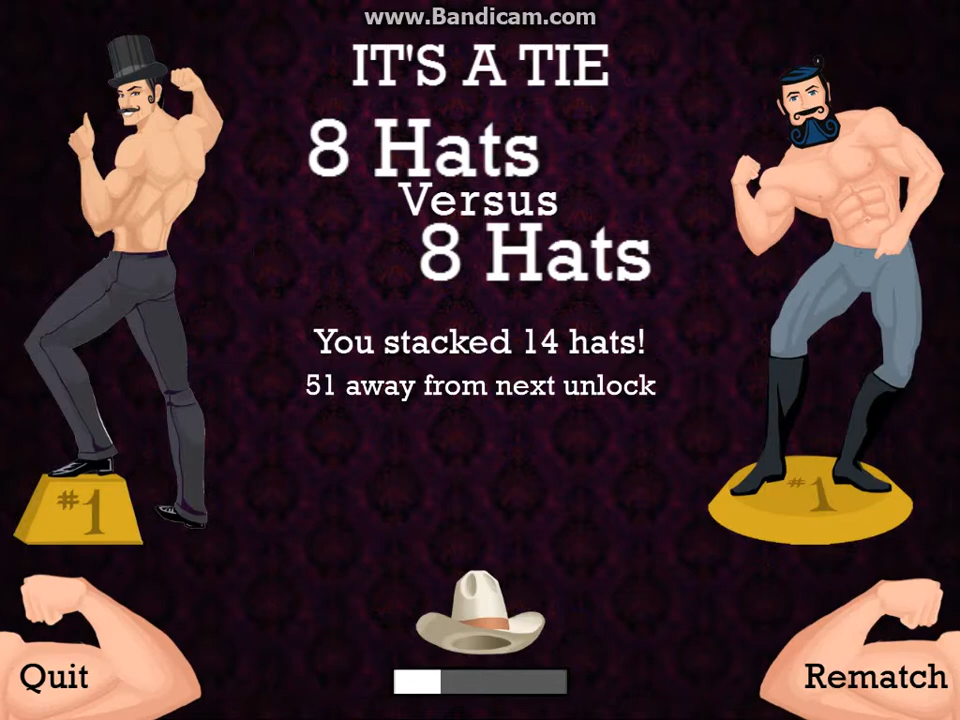 www.Bandicam.com
IT'S A TIE
8 Hats
Versus
8 Hats
You stacked 14 hats!
51 away from next unlock
#1
#1
Quit
Rematch